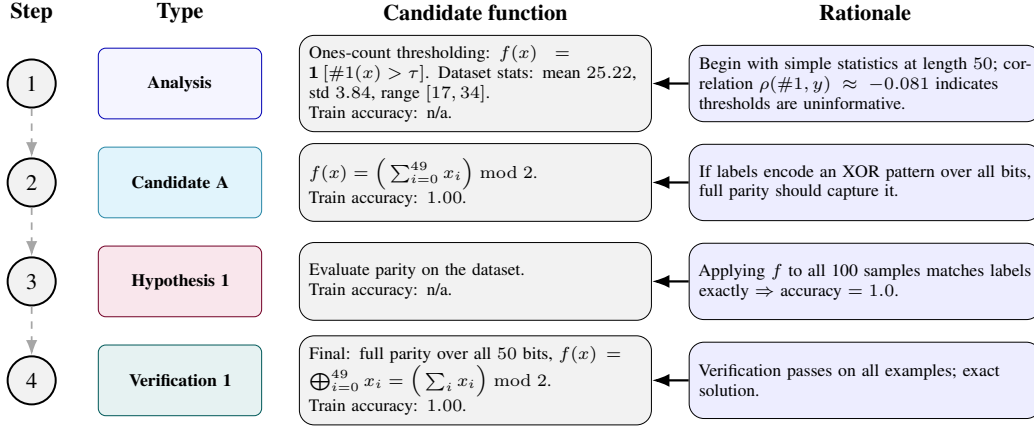 Step Type Candidate function Rationale
1
Analysis
Ones-count thresholding: f(x) =
1 [#1(x) > τ]. Dataset stats: mean 25.22,
std 3.84, range [17, 34].
Train accuracy: n/a.
Begin with simple statistics at length 50; cor-
relation ρ(#1, y) ≈ −0.081 indicates
thresholds are uninformative.
2
Candidate A
f(x) = (∑_{i=0}^{49} x_i) mod 2.
Train accuracy: 1.00.
If labels encode an XOR pattern over all bits,
full parity should capture it.
3
Hypothesis 1
Evaluate parity on the dataset.
Train accuracy: n/a.
Applying f to all 100 samples matches labels
exactly ⇒ accuracy = 1.0.
4
Verification 1
Final: full parity over all 50 bits, f(x) =
⨁_{i=0}^{49} x_i = (∑_i x_i) mod 2.
Train accuracy: 1.00.
Verification passes on all examples; exact
solution.